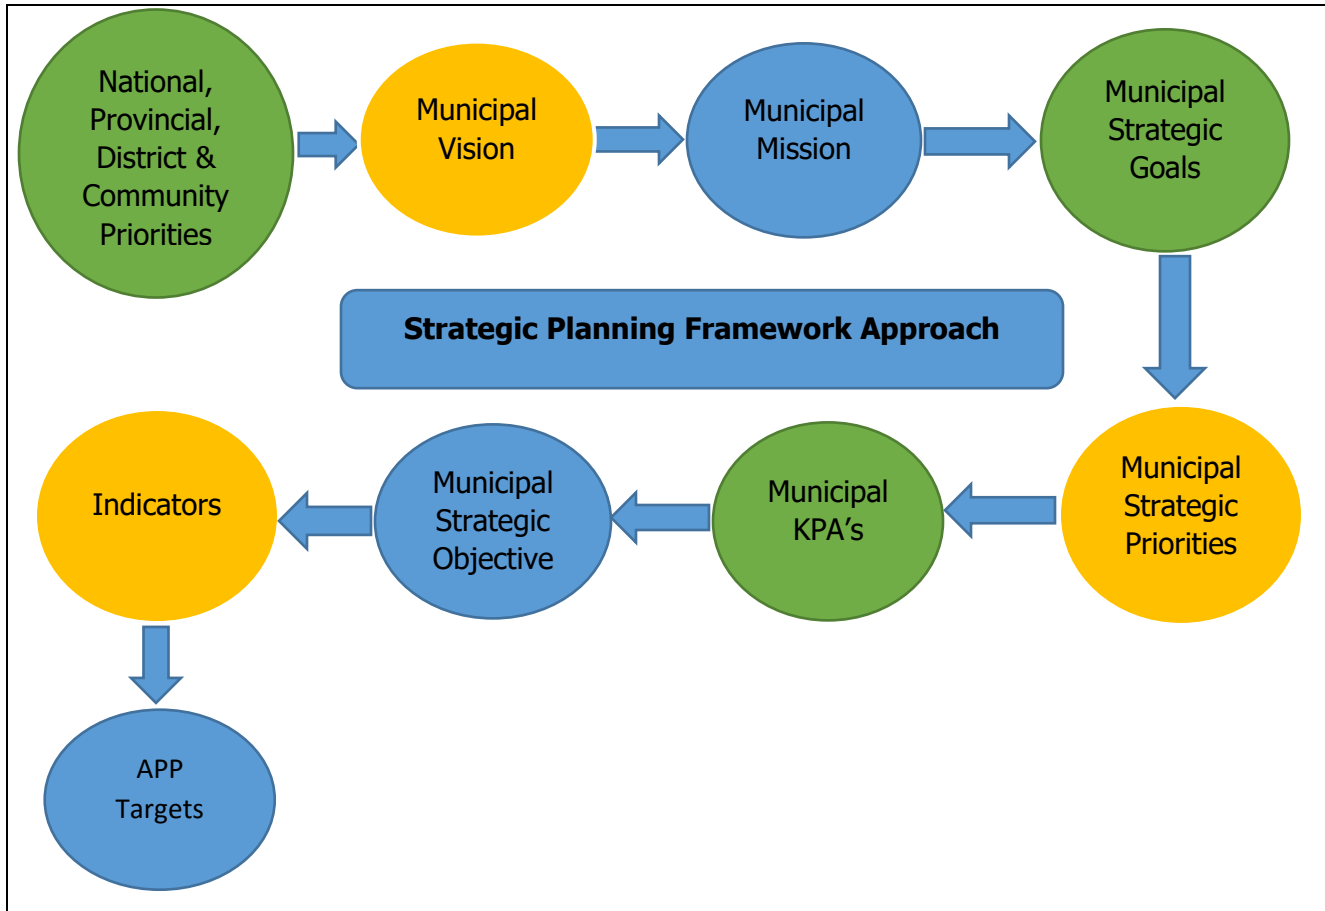 National,
Provincial,
District &
Community
Priorities
Municipal
Vision
Municipal
Mission
Municipal
Strategic
Goals
Strategic Planning Framework Approach
Municipal
Strategic
Priorities
Municipal
KPA's
Municipal
Strategic
Objective
Indicators
APP
Targets